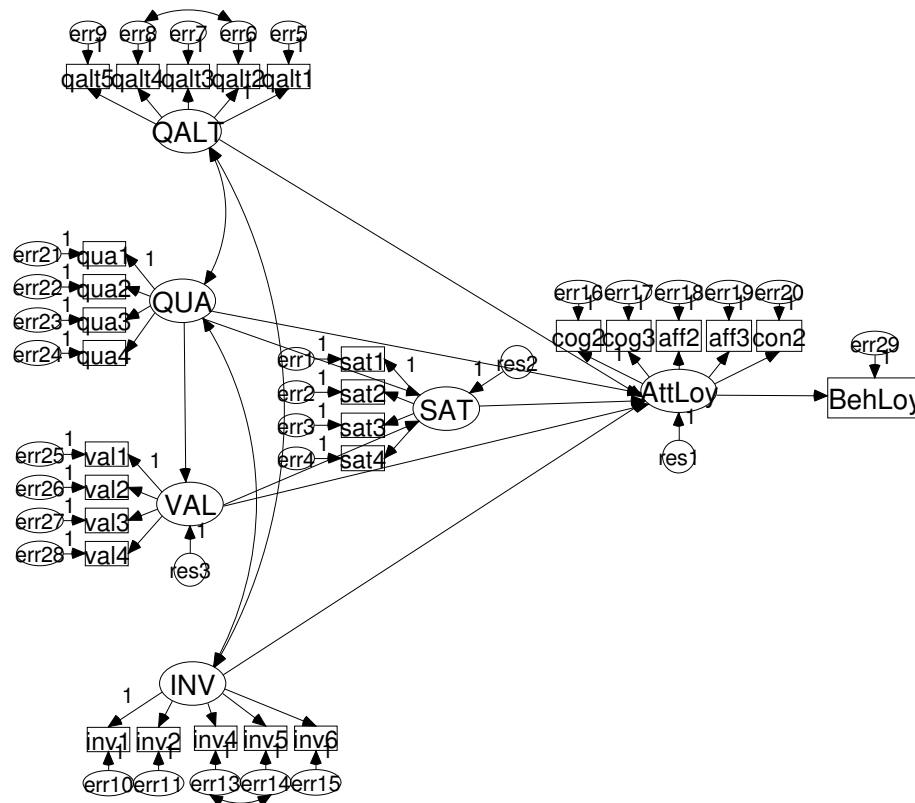 err9 err8 err7 err6 err5
1 1 1 1 1
qalt5 qalt4 qalt3 qalt2 qalt1
1
QALT
err21 1 qua1 1
err22 1 qua2
err23 1 qua3
err24 1 qua4
QUA
err16 err17 err18 err19 err20
1 1 1 1 1
cog2 cog3 aff2 aff3 con2
1
AttLoy
1
res1
err29
1
BehLoy
err1 1 sat1 1
err2 1 sat2
err3 1 sat3
err4 1 sat4
SAT
1 res2
err25 1 val1 1
err26 1 val2
err27 1 val3
err28 1 val4
VAL
1
res3
INV
1
inv1 inv2 inv4 inv5 inv6
1 1 1 1 1
err10 err11 err13 err14 err15